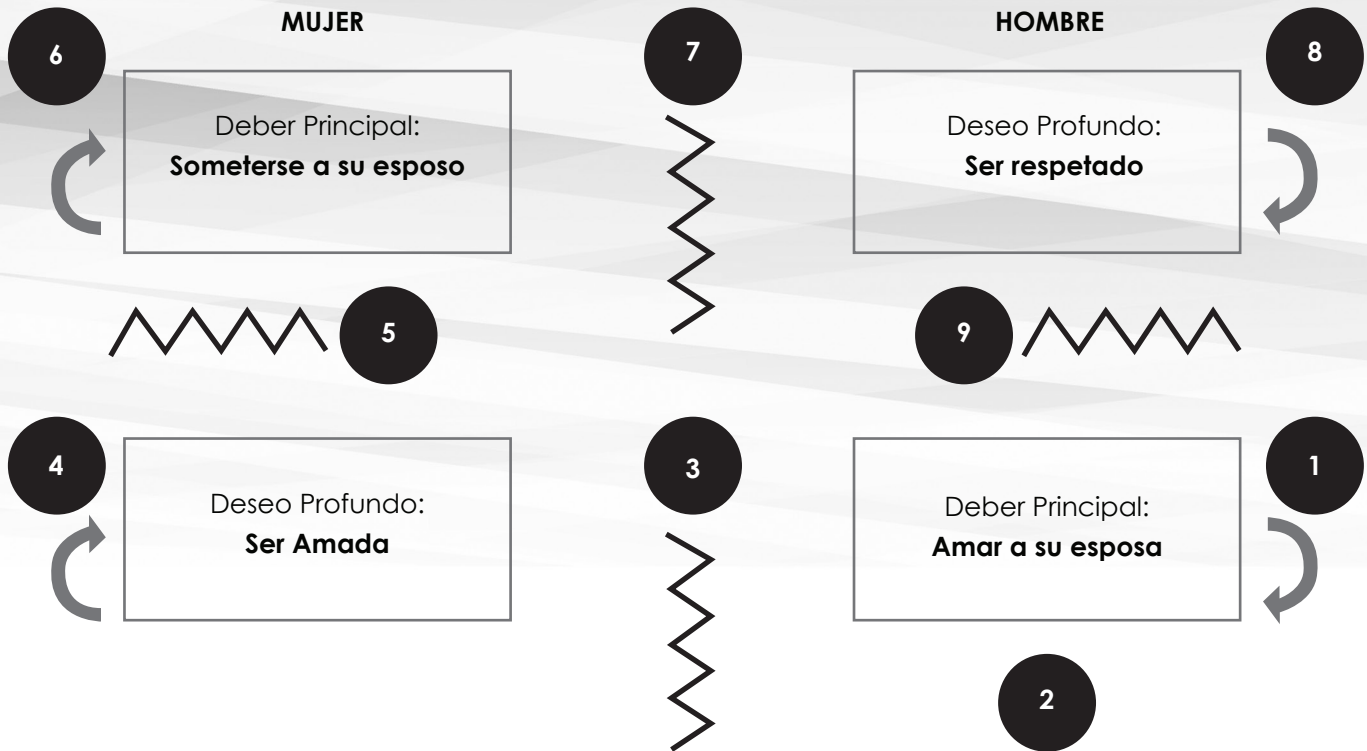 MUJER
HOMBRE
6
7
8
Deber Principal:
Someterse a su esposo
Deseo Profundo:
Ser respetado
5
9
4
3
1
Deseo Profundo:
Ser Amada
Deber Principal:
Amar a su esposa
2